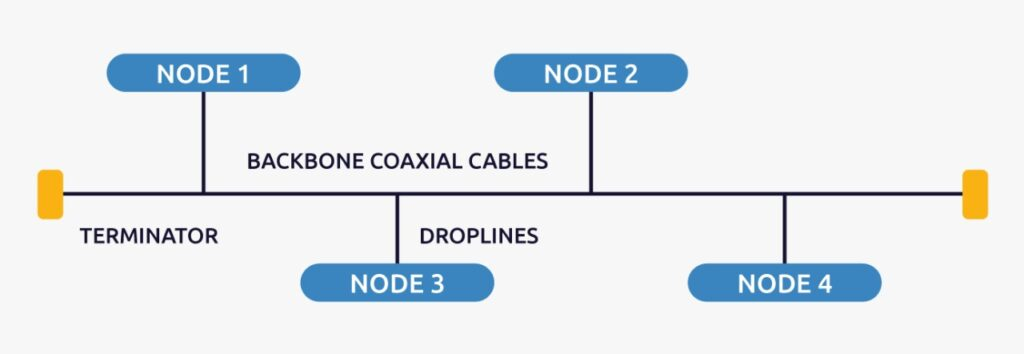 NODE 1
NODE 2
BACKBONE COAXIAL CABLES
TERMINATOR
DROPLINES
NODE 3
NODE 4